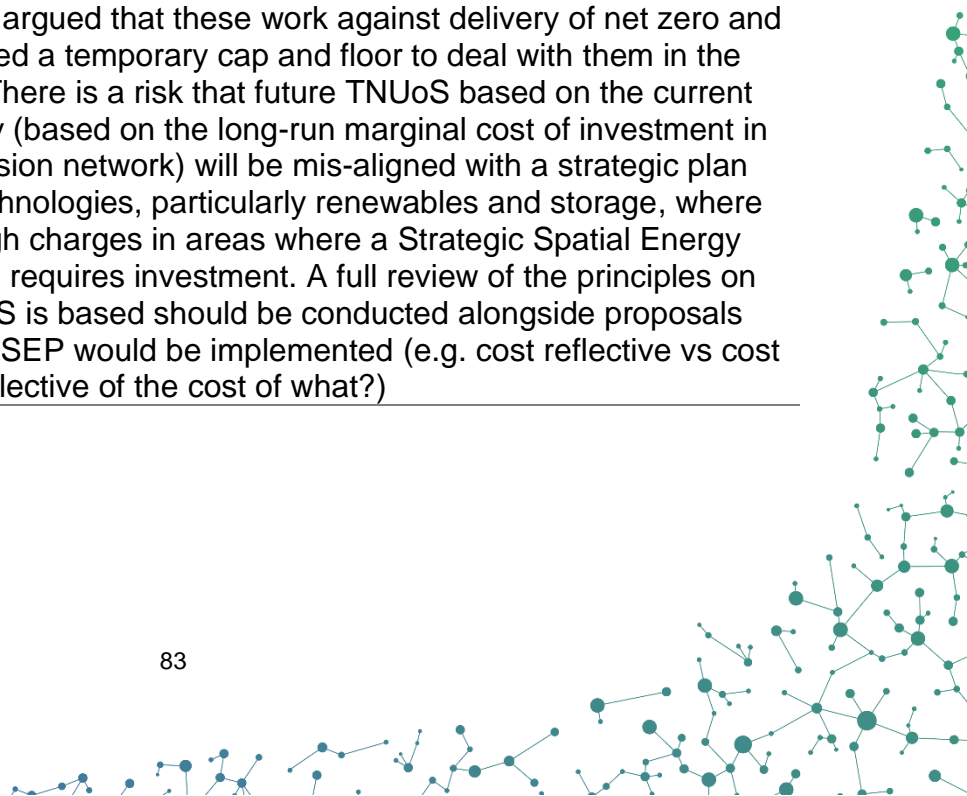 argued that these work against delivery of net zero and
ed a temporary cap and floor to deal with them in the
here is a risk that future TNUoS based on the current
(based on the long-run marginal cost of investment in
sion network) will be mis-aligned with a strategic plan
hnologies, particularly renewables and storage, where
gh charges in areas where a Strategic Spatial Energy
requires investment. A full review of the principles on
S is based should be conducted alongside proposals
SEP would be implemented (e.g. cost reflective vs cost
lective of the cost of what?)
83